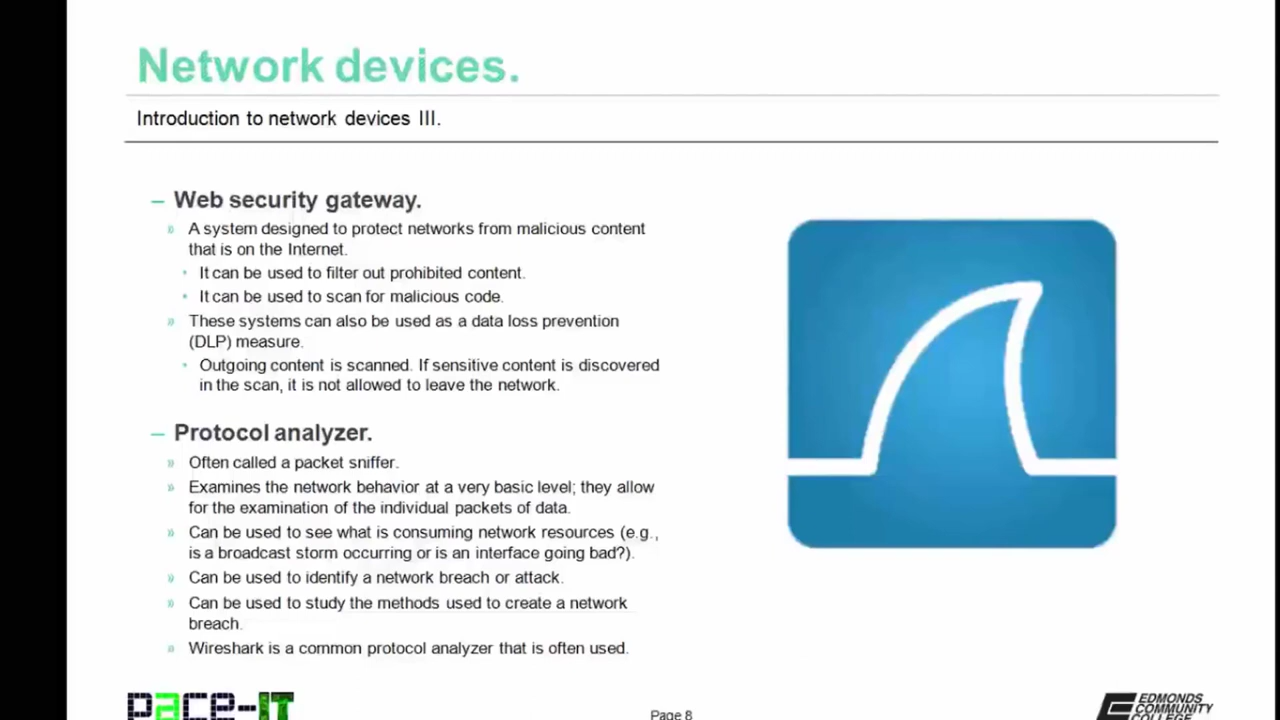 Network devices.
Introduction to network devices III.
– Web security gateway.
» A system designed to protect networks from malicious content
that is on the Internet.
• It can be used to filter out prohibited content.
• It can be used to scan for malicious code.
» These systems can also be used as a data loss prevention
(DLP) measure.
• Outgoing content is scanned. If sensitive content is discovered
in the scan, it is not allowed to leave the network.
– Protocol analyzer.
» Often called a packet sniffer.
» Examines the network behavior at a very basic level; they allow
for the examination of the individual packets of data.
» Can be used to see what is consuming network resources (e.g.,
is a broadcast storm occurring or is an interface going bad?).
» Can be used to identify a network breach or attack.
» Can be used to study the methods used to create a network
breach.
» Wireshark is a common protocol analyzer that is often used.
pace-IT
Page 8
EDMONDS
COMMUNITY
COLLEGE